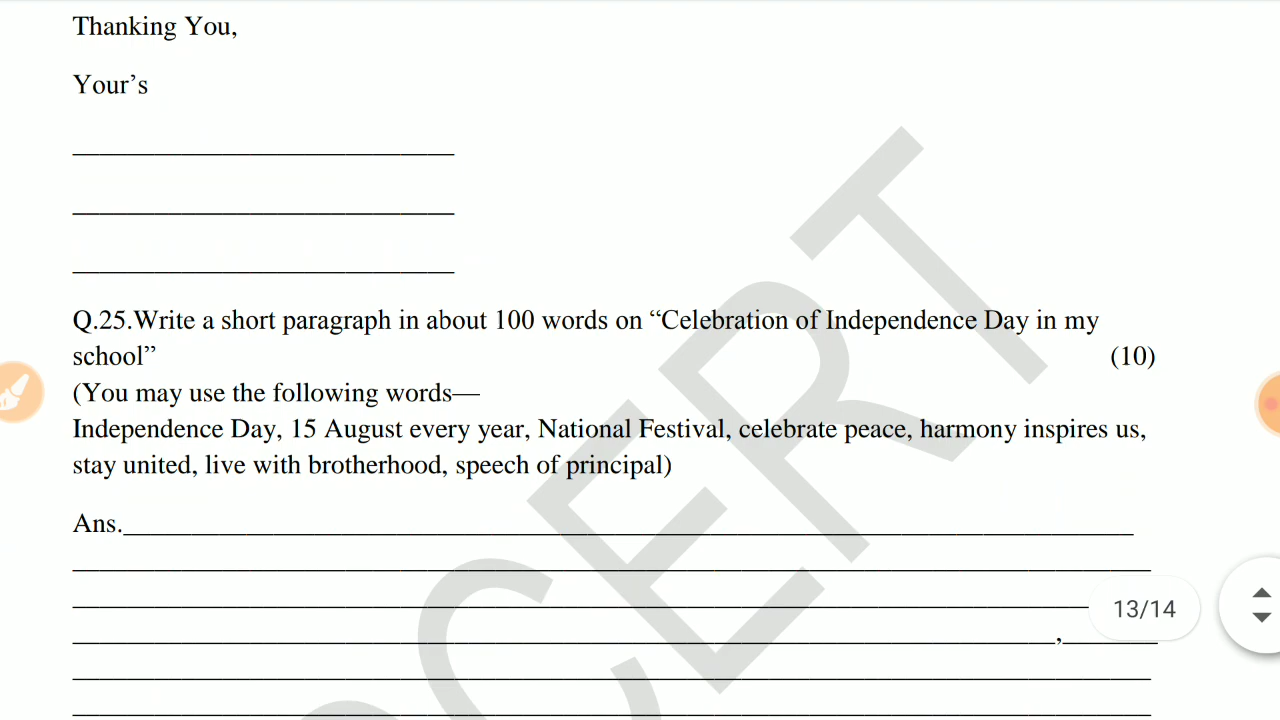 Thanking You,
Your’s
Q.25.Write a short paragraph in about 100 words on “Celebration of Independence Day in my
school” (10)
(You may use the following words—
Independence Day, 15 August every year, National Festival, celebrate peace, harmony inspires us,
stay united, live with brotherhood, speech of principal)
Ans.
13/14
,
CERT